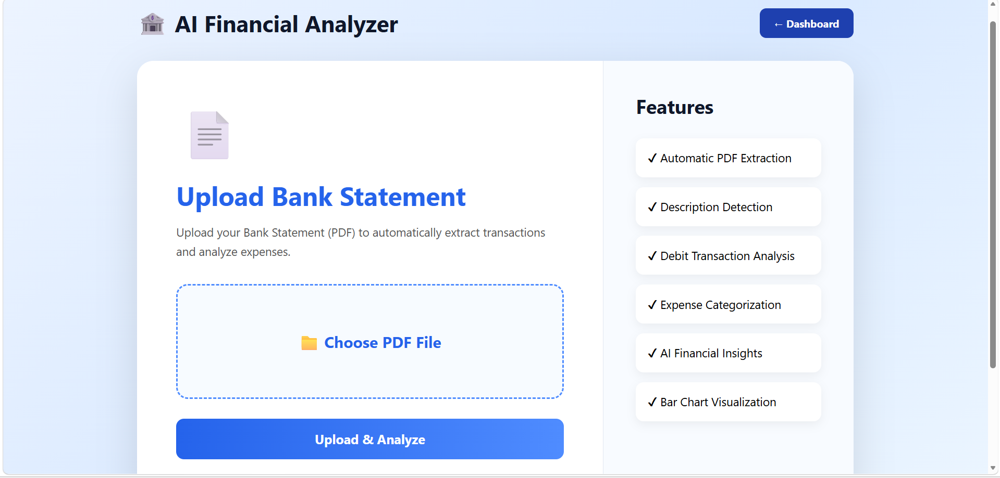 AI Financial Analyzer
← Dashboard
Upload Bank Statement
Upload your Bank Statement (PDF) to automatically extract transactions
and analyze expenses.
Choose PDF File
Upload & Analyze
Features
✓ Automatic PDF Extraction
✓ Description Detection
✓ Debit Transaction Analysis
✓ Expense Categorization
✓ AI Financial Insights
✓ Bar Chart Visualization